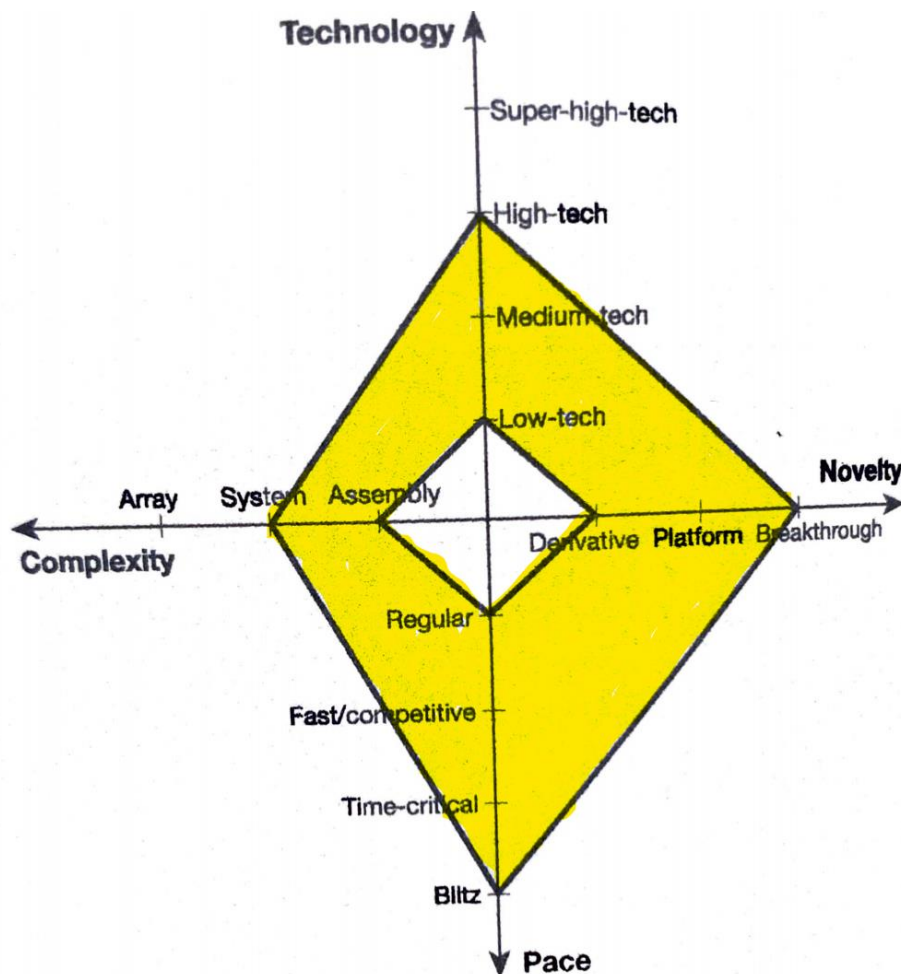 Technology
Super-high-tech
High-tech
Medium-tech
Low-tech
Novelty
Array System Assembly
Derivative Platform Breakthrough
Complexity
Regular
Fast/competitive
Time-critical
Blitz
Pace